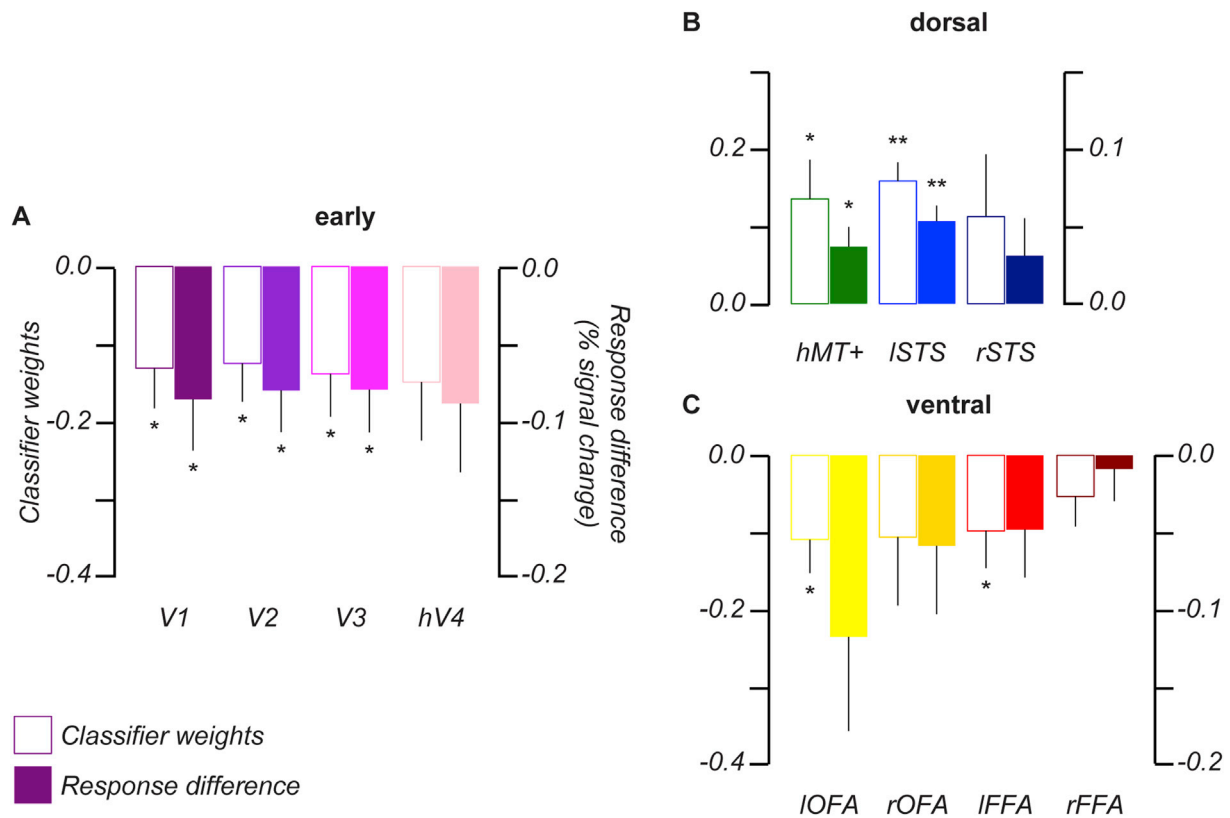 A
early
0.0
-0.2
-0.4
Classifier weights
0.0
-0.1
-0.2
Response difference
(% signal change)
*
*
*
*
*
*
V1 V2 V3 hV4
Classifier weights
Response difference
B
dorsal
0.2
0.0
0.1
0.0
*
*
**
**
hMT+ lSTS rSTS
C
ventral
0.0
-0.2
-0.4
-0.0
-0.1
-0.2
*
*
lOFA rOFA lFFA rFFA